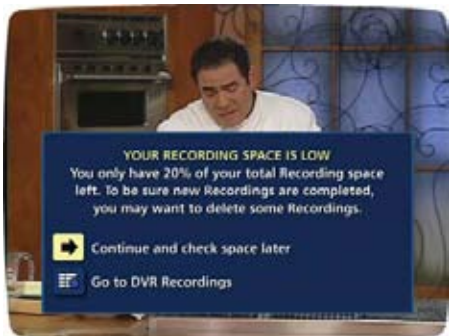 YOUR RECORDING SPACE IS LOW
You only have 20% of your total Recording space
left. To be sure new Recordings are completed,
you may want to delete some Recordings.
Continue and check space later
Go to DVR Recordings